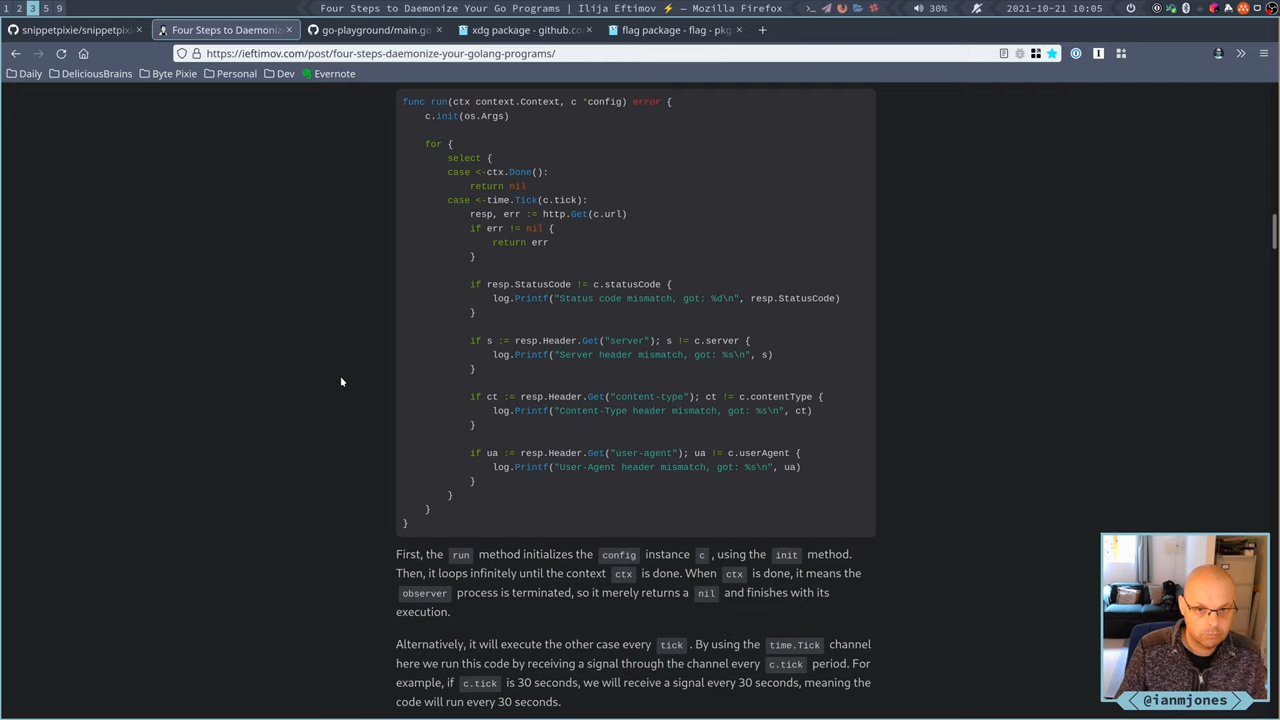 1 2 3 5 9
Four Steps to Daemonize Your Go Programs | Ilija Eftimov ⚡ — Mozilla Firefox
30%
2021-10-21 21:05
snippetpixie/snippetpix
Four Steps to Daemonize
go-playground/main.go
xdg package - github.co
flag package - flag - pkg
https://ieftimov.com/post/four-steps-daemonize-your-golang-programs/
Daily
DeliciousBrains
Byte Pixie
Personal
Dev
Evernote
func run(ctx context.Context, c *config) error {
c.init(os.Args)
for {
select {
case <-ctx.Done():
return nil
case <-time.Tick(c.tick):
resp, err := http.Get(c.url)
if err != nil {
return err
}
if resp.StatusCode != c.statusCode {
log.Printf("Status code mismatch, got: %d\n", resp.StatusCode)
}
if s := resp.Header.Get("server"); s != c.server {
log.Printf("Server header mismatch, got: %s\n", s)
}
if ct := resp.Header.Get("content-type"); ct != c.contentType {
log.Printf("Content-Type header mismatch, got: %s\n", ct)
}
if ua := resp.Header.Get("user-agent"); ua != c.userAgent {
log.Printf("User-Agent header mismatch, got: %s\n", ua)
}
}
}
}
First, the run method initializes the config instance c , using the init method.
Then, it loops infinitely until the context ctx is done. When ctx is done, it means the
observer process is terminated, so it merely returns a nil and finishes with its
execution.
Alternatively, it will execute the other case every tick . By using the time.Tick channel
here we run this code by receiving a signal through the channel every c.tick period. For
example, if c.tick is 30 seconds, we will receive a signal every 30 seconds, meaning the
code will run every 30 seconds.
@ianmjones